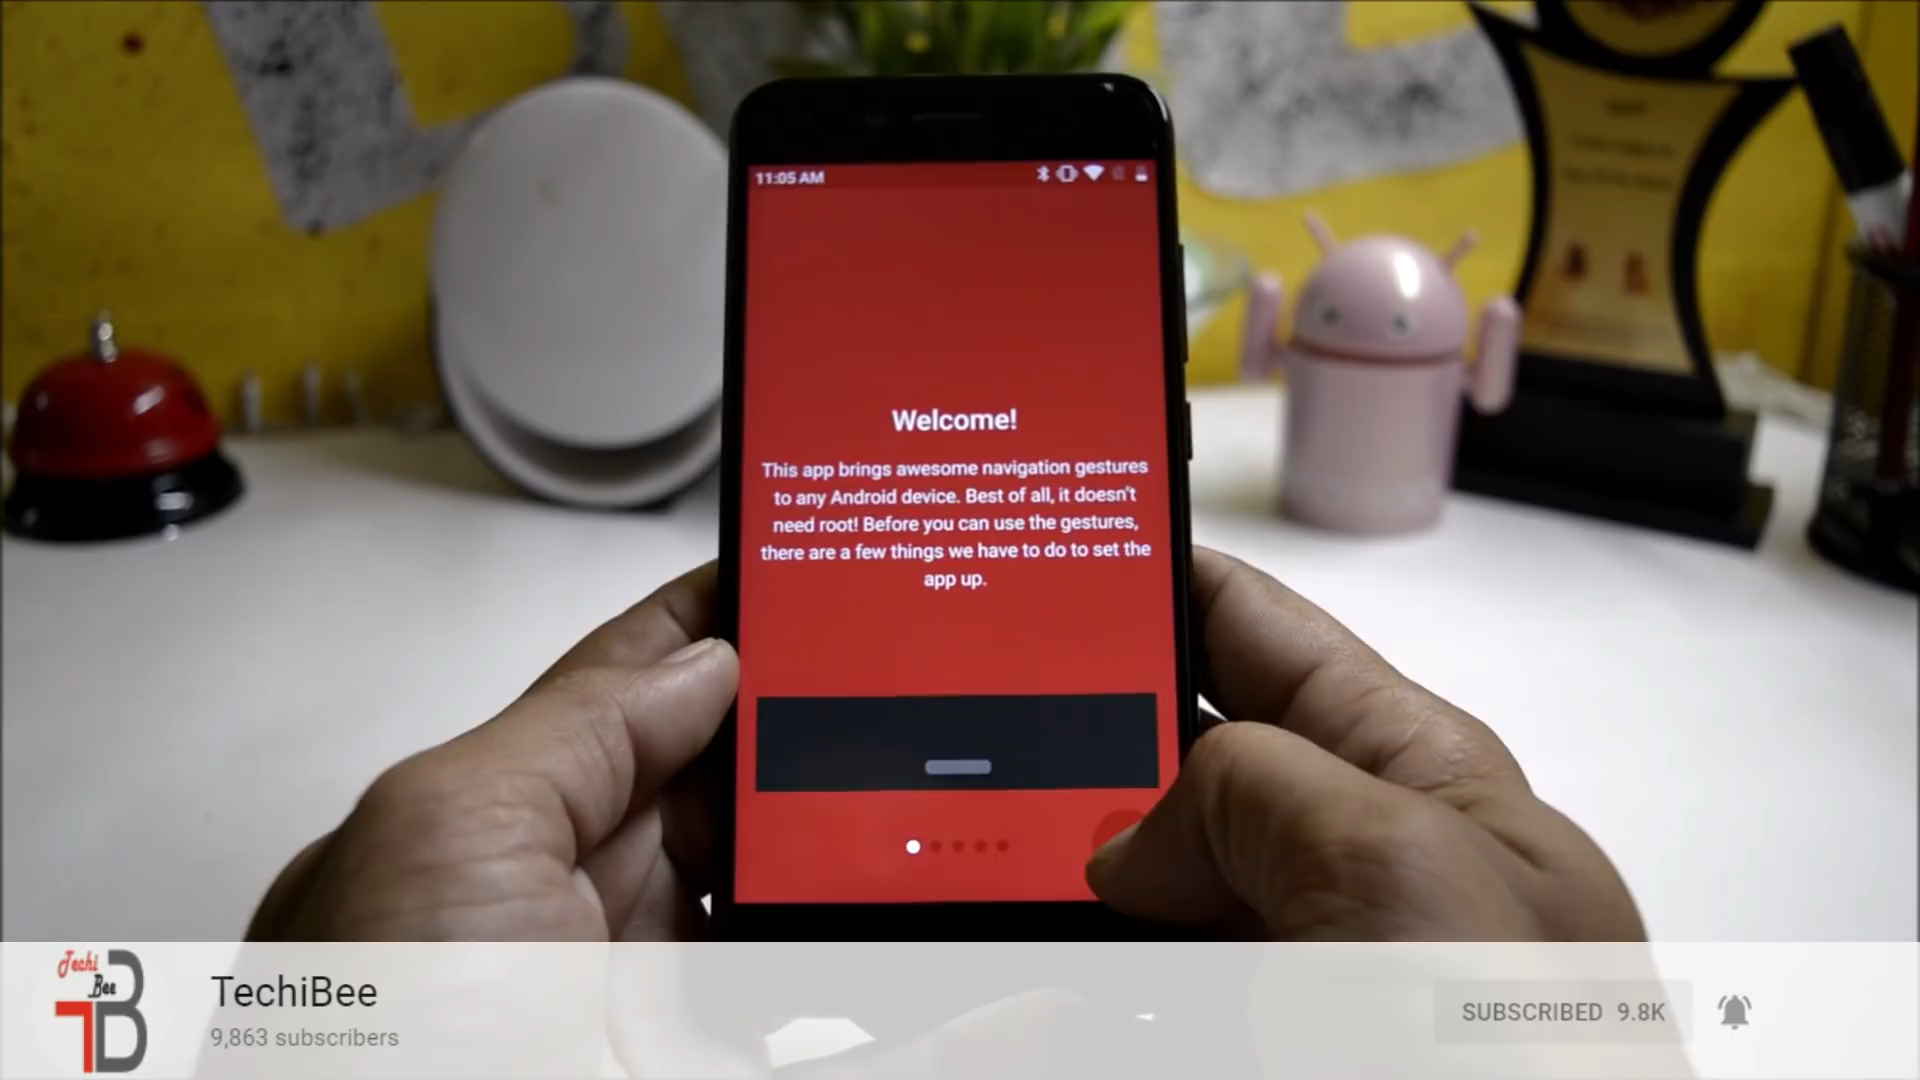 11:05 AM
Welcome!
This app brings awesome navigation gestures
to any Android device. Best of all, it doesn't
need root! Before you can use the gestures,
there are a few things we have to do to set the
app up.
Techi
Bee
TB
TechiBee
9,863 subscribers
SUBSCRIBED 9.8K